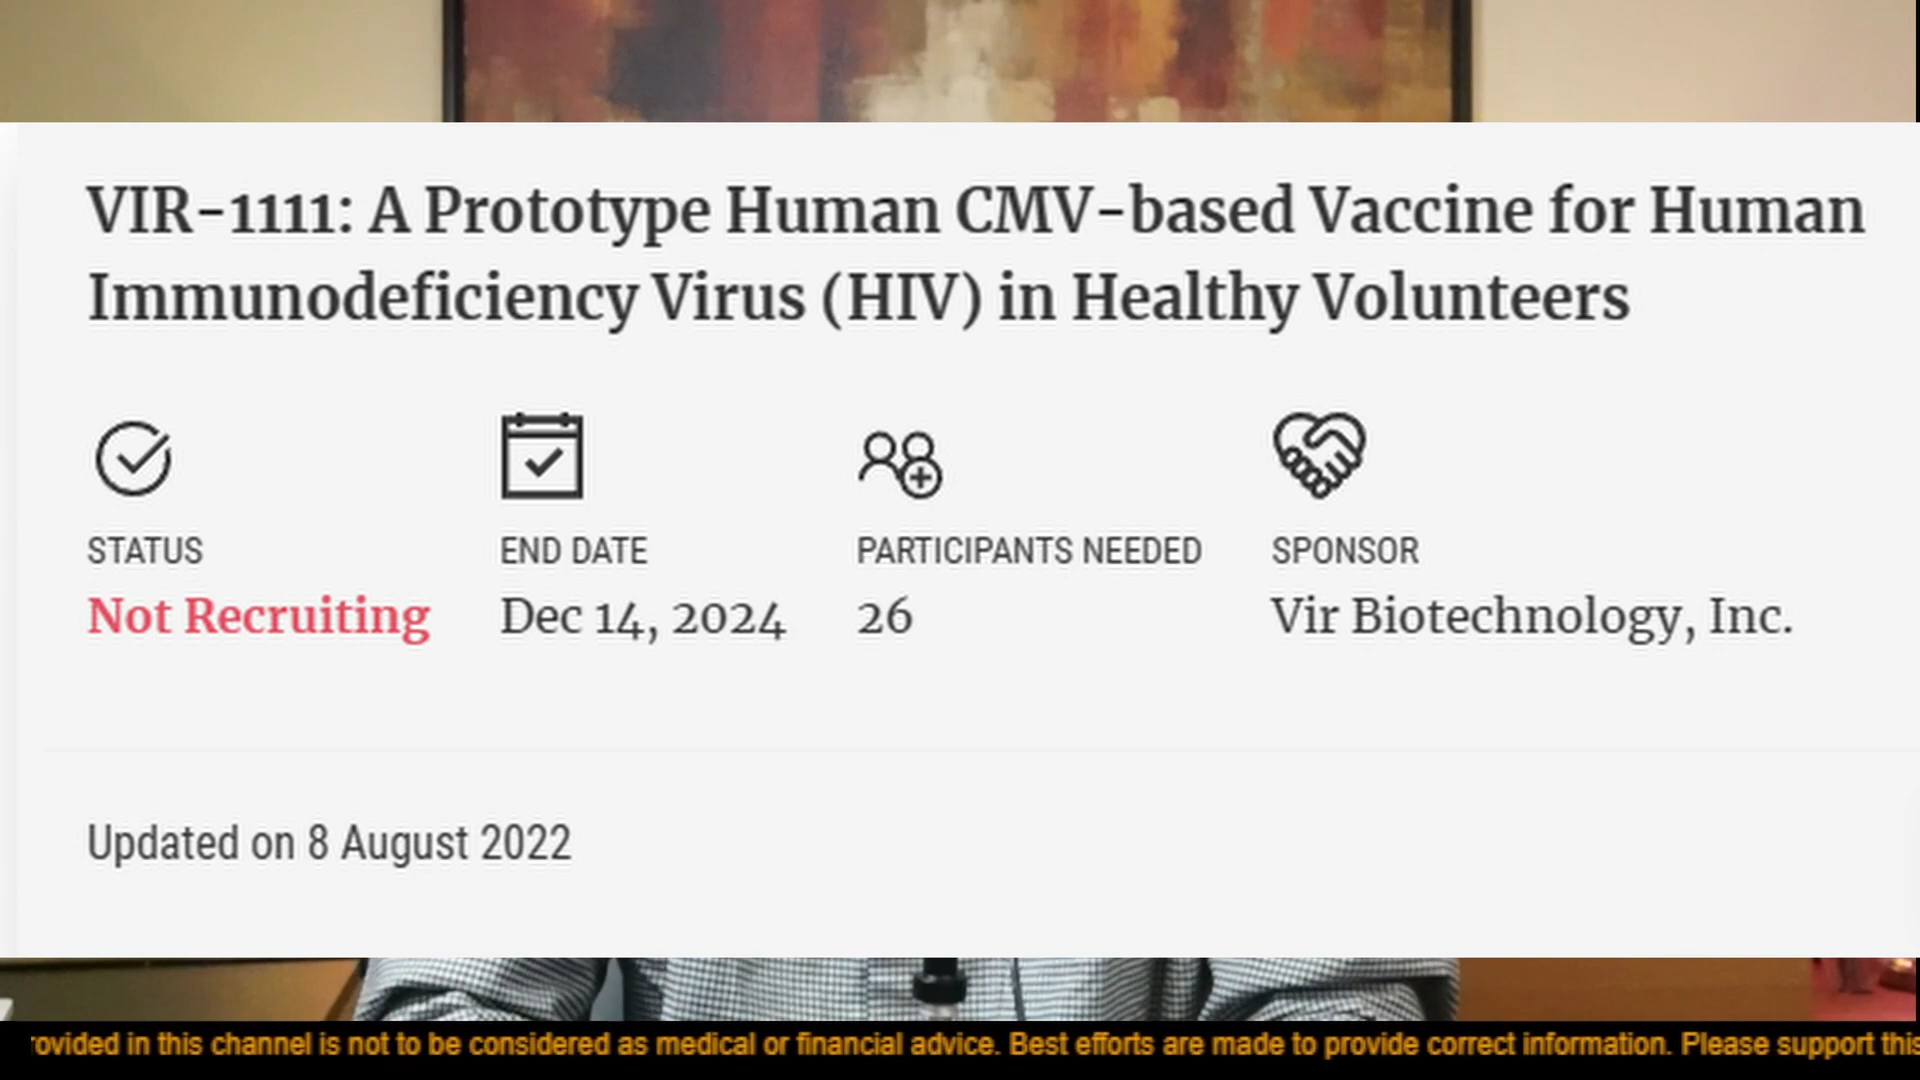 VIR-1111: A Prototype Human CMV-based Vaccine for Human
Immunodeficiency Virus (HIV) in Healthy Volunteers
STATUS
Not Recruiting
END DATE
Dec 14, 2024
PARTICIPANTS NEEDED
26
SPONSOR
Vir Biotechnology, Inc.
Updated on 8 August 2022
rovided in this channel is not to be considered as medical or financial advice. Best efforts are made to provide correct information. Please support this